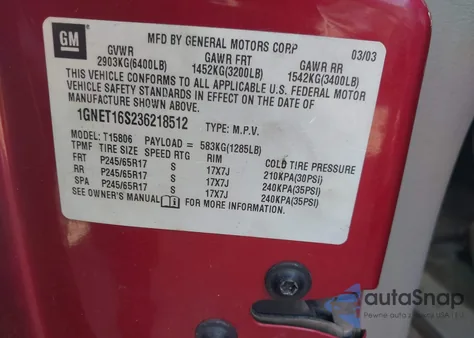 GM
MFD BY GENERAL MOTORS CORP 03/03
GVWR GAWR FRT GAWR RR
2903KG(6400LB) 1452KG(3200LB) 1542KG(3400LB)
THIS VEHICLE CONFORMS TO ALL APPLICABLE U.S. FEDERAL MOTOR
VEHICLE SAFETY STANDARDS IN EFFECT ON THE DATE OF
MANUFACTURE SHOWN ABOVE.
1GNET16S236218512 TYPE: M.P.V.
MODEL: T15806 PAYLOAD = 583KG(1285LB)
TPMF TIRE SIZE SPEED RTG RIM COLD TIRE PRESSURE
FRT P245/65R17 S 17X7J 210KPA(30PSI)
RR P245/65R17 S 17X7J 240KPA(35PSI)
SPA P245/65R17 S 17X7J 240KPA(35PSI)
SEE OWNER'S MANUAL FOR MORE INFORMATION.
autoSnap
Pewne auta z